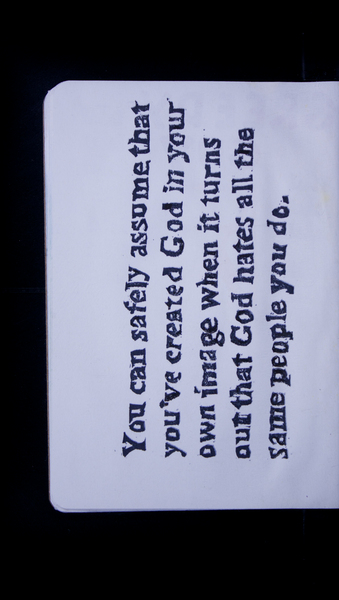 You can safely assume that
you've created God in your
own image when it turns
out that God hates all the
same people you do.